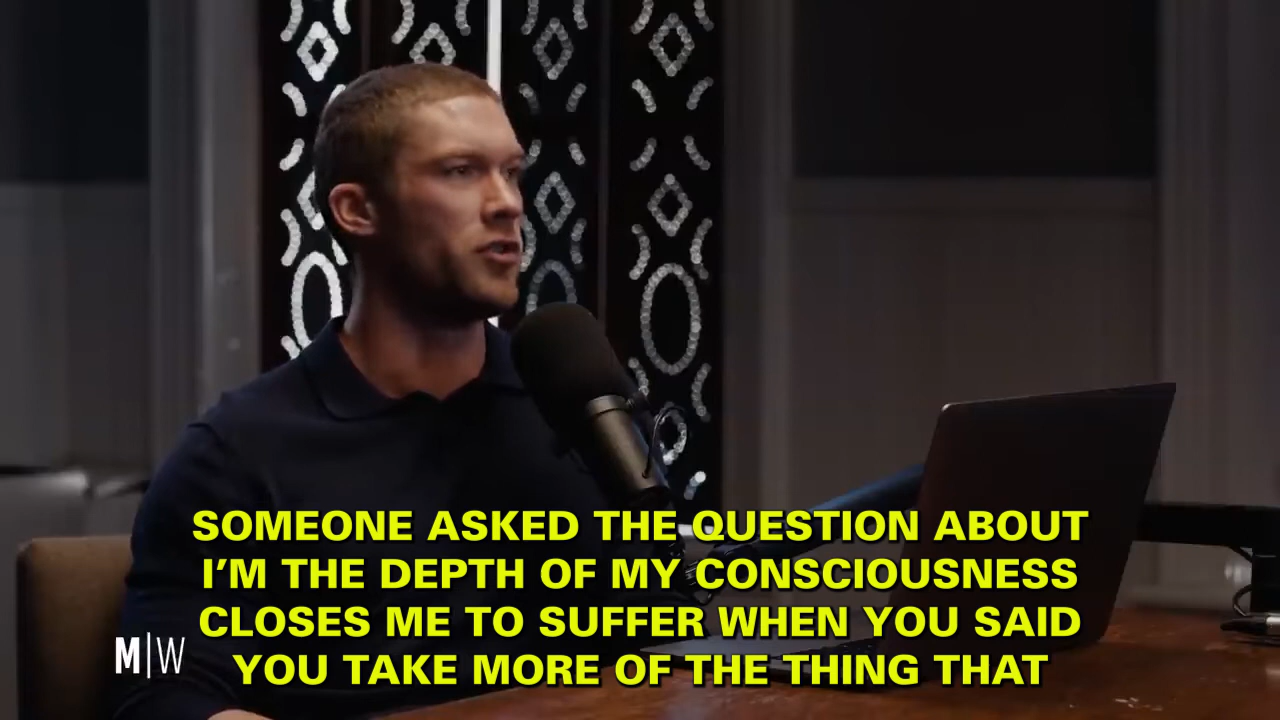 SOMEONE ASKED THE QUESTION ABOUT
I'M THE DEPTH OF MY CONSCIOUSNESS
CLOSES ME TO SUFFER WHEN YOU SAID
YOU TAKE MORE OF THE THING THAT
M|W